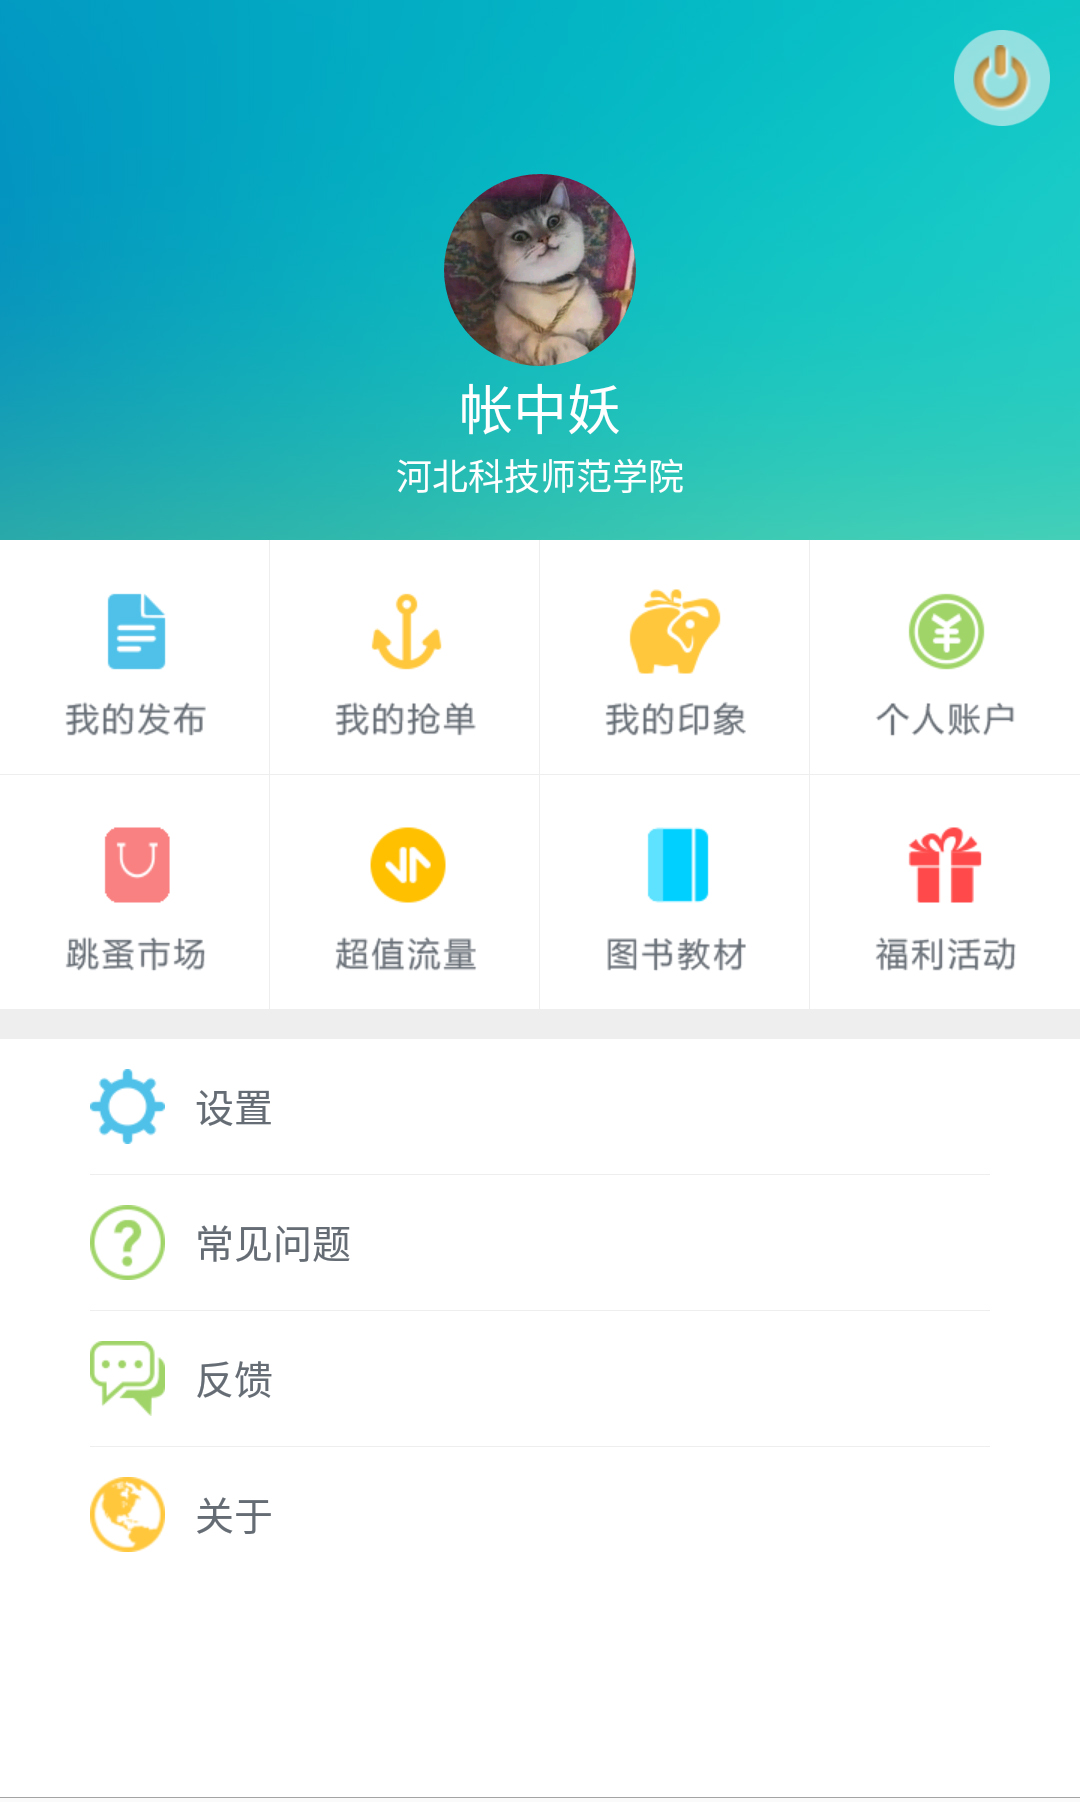 帐中妖
河北科技师范学院
我的发布 我的抢单 我的印象 个人账户
跳蚤市场 超值流量 图书教材 福利活动
设置
常见问题
反馈
关于